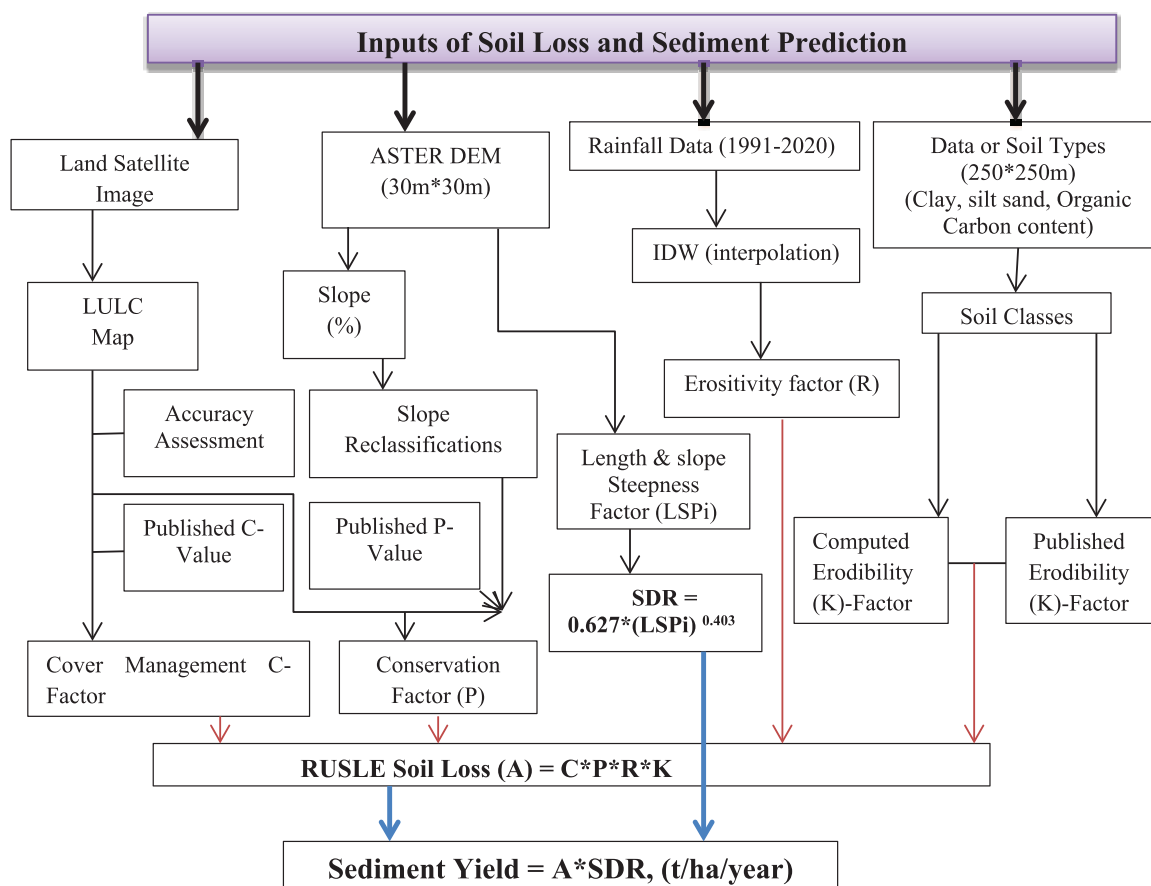 Inputs of Soil Loss and Sediment Prediction
Land Satellite
Image
ASTER DEM
(30m*30m)
Rainfall Data (1991-2020)
Data or Soil Types
(250*250m)
(Clay, silt sand, Organic
Carbon content)
IDW (interpolation)
LULC
Map
Slope
(%)
Soil Classes
Erositivity factor (R)
Accuracy
Assessment
Slope
Reclassifications
Length & slope
Steepness
Factor (LSPi)
Published C-
Value
Published P-
Value
Computed
Erodibility
(K)-Factor
Published
Erodibility
(K)-Factor
SDR =
0.627*(LSPi) 0.403
Cover Management C-
Factor
Conservation
Factor (P)
RUSLE Soil Loss (A) = C*P*R*K
Sediment Yield = A*SDR, (t/ha/year)